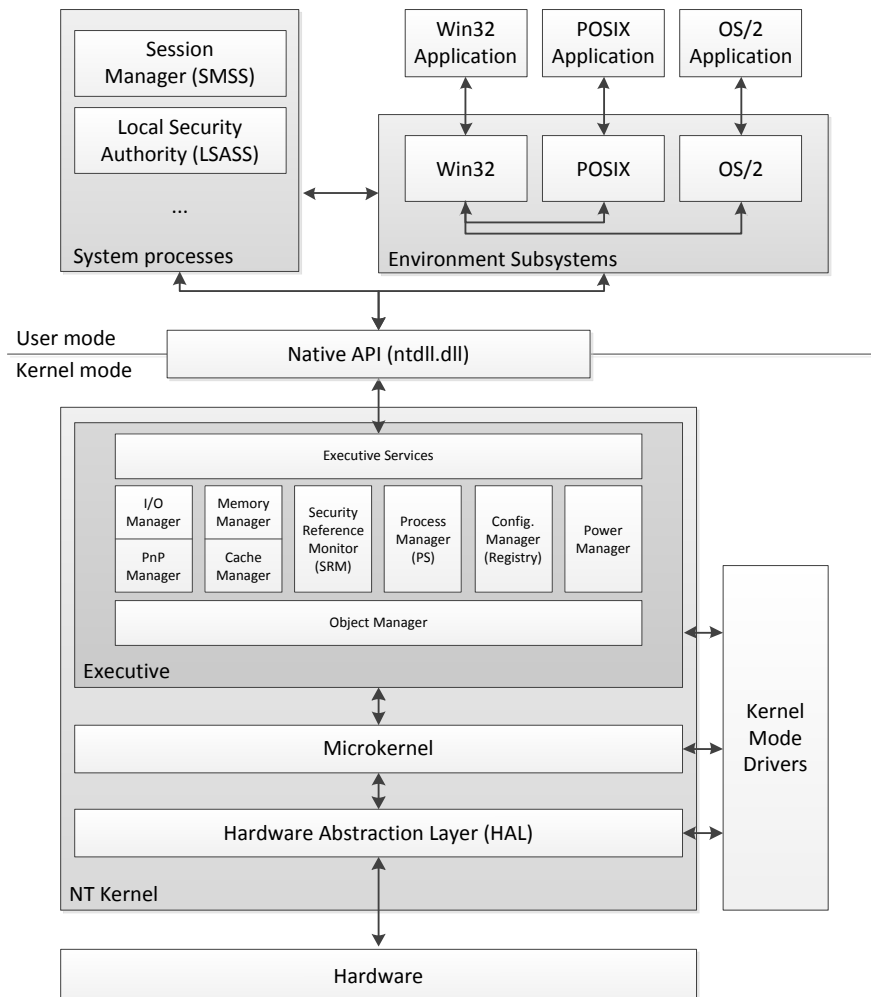 Session
Manager (SMSS)
Local Security
Authority (LSASS)
...
System processes
Win32
Application
POSIX
Application
OS/2
Application
Win32
POSIX
OS/2
Environment Subsystems
User mode
Kernel mode
Native API (ntdll.dll)
Executive Services
I/O
Manager
PnP
Manager
Memory
Manager
Cache
Manager
Security
Reference
Monitor
(SRM)
Process
Manager
(PS)
Config.
Manager
(Registry)
Power
Manager
Object Manager
Executive
Microkernel
Hardware Abstraction Layer (HAL)
NT Kernel
Kernel
Mode
Drivers
Hardware